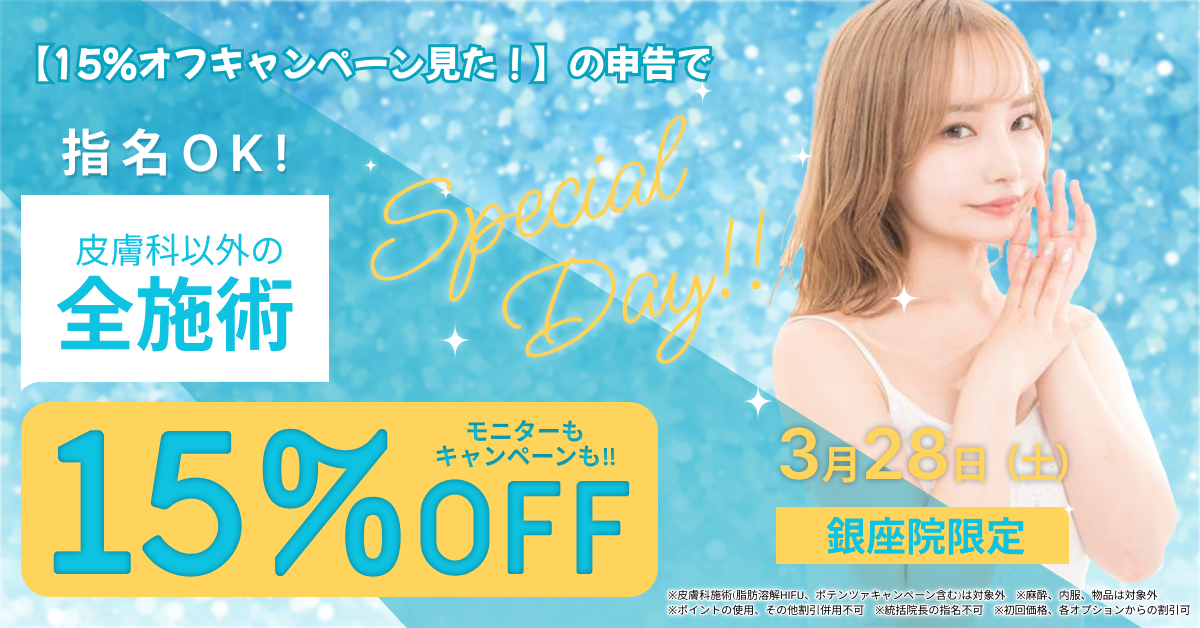 【15%オフキャンペーン見た！】の申告で
指名OK!
皮膚科以外の
全施術
Special
Day!!
15%OFF
モニターも
キャンペーンも!!
3月28日（土）
銀座院限定
※皮膚科施術(脂肪溶解HIFU、ポテンツァキャンペーン含む)は対象外　※麻酔、内服、物品は対象外
※ポイントの使用、その他割引併用不可　※統括院長の指名不可　※初回価格、各オプションからの割引可